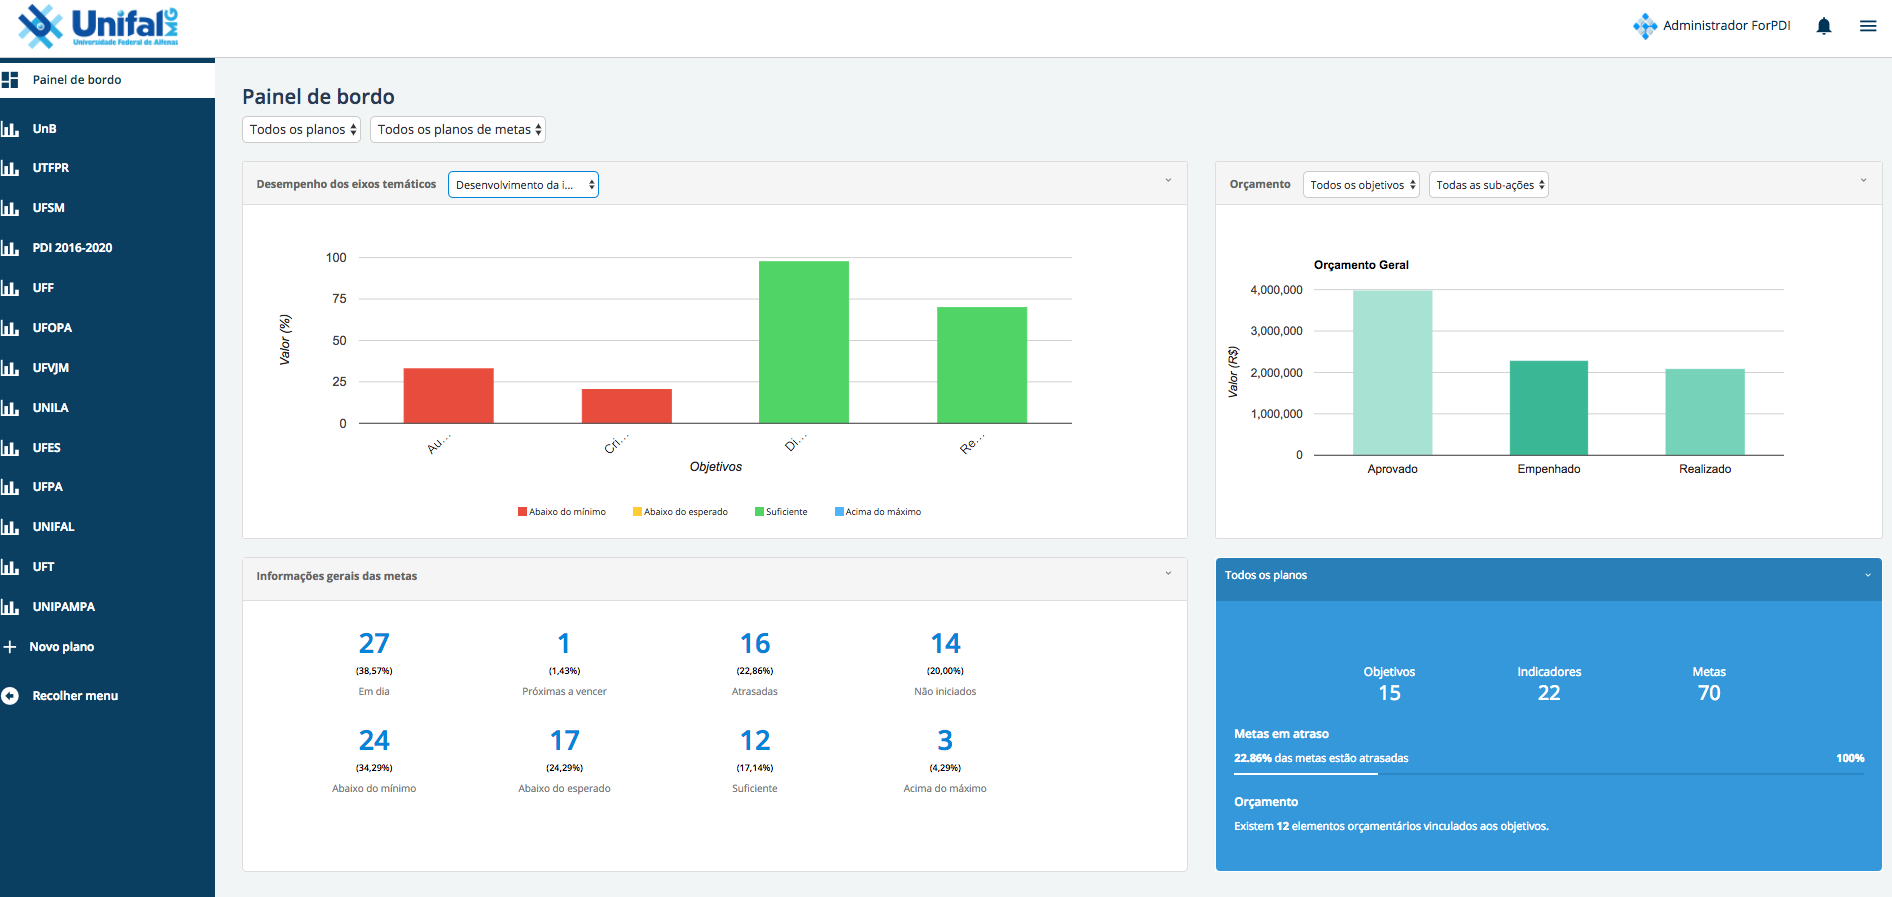 Unifal MG
Universidade Federal de Alfenas
Administrador ForPDI
Painel de bordo
UnB
UTFPR
UFSM
PDI 2016-2020
UFF
UFOPA
UFVJM
UNILA
UFES
UFPA
UNIFAL
UFT
UNIPAMPA
Novo plano
Recolher menu
Painel de bordo
Todos os planos
Todos os planos de metas
Desempenho dos eixos temáticos
Desenvolvimento da i...
100
75
50
25
0
Valor (%)
Au...
Cri...
Di...
Re...
Objetivos
Abaixo do mínimo
Abaixo do esperado
Suficiente
Acima do máximo
Orçamento
Todos os objetivos
Todas as sub-ações
Orçamento Geral
4,000,000
3,000,000
2,000,000
1,000,000
0
Valor (R$)
Aprovado
Empenhado
Realizado
Informações gerais das metas
27
(38,57%)
Em dia
1
(1,43%)
Próximas a vencer
16
(22,86%)
Atrasadas
14
(20,00%)
Não iniciados
24
(34,29%)
Abaixo do mínimo
17
(24,29%)
Abaixo do esperado
12
(17,14%)
Suficiente
3
(4,29%)
Acima do máximo
Todos os planos
Objetivos
15
Indicadores
22
Metas
70
Metas em atraso
22.86% das metas estão atrasadas
100%
Orçamento
Existem 12 elementos orçamentários vinculados aos objetivos.